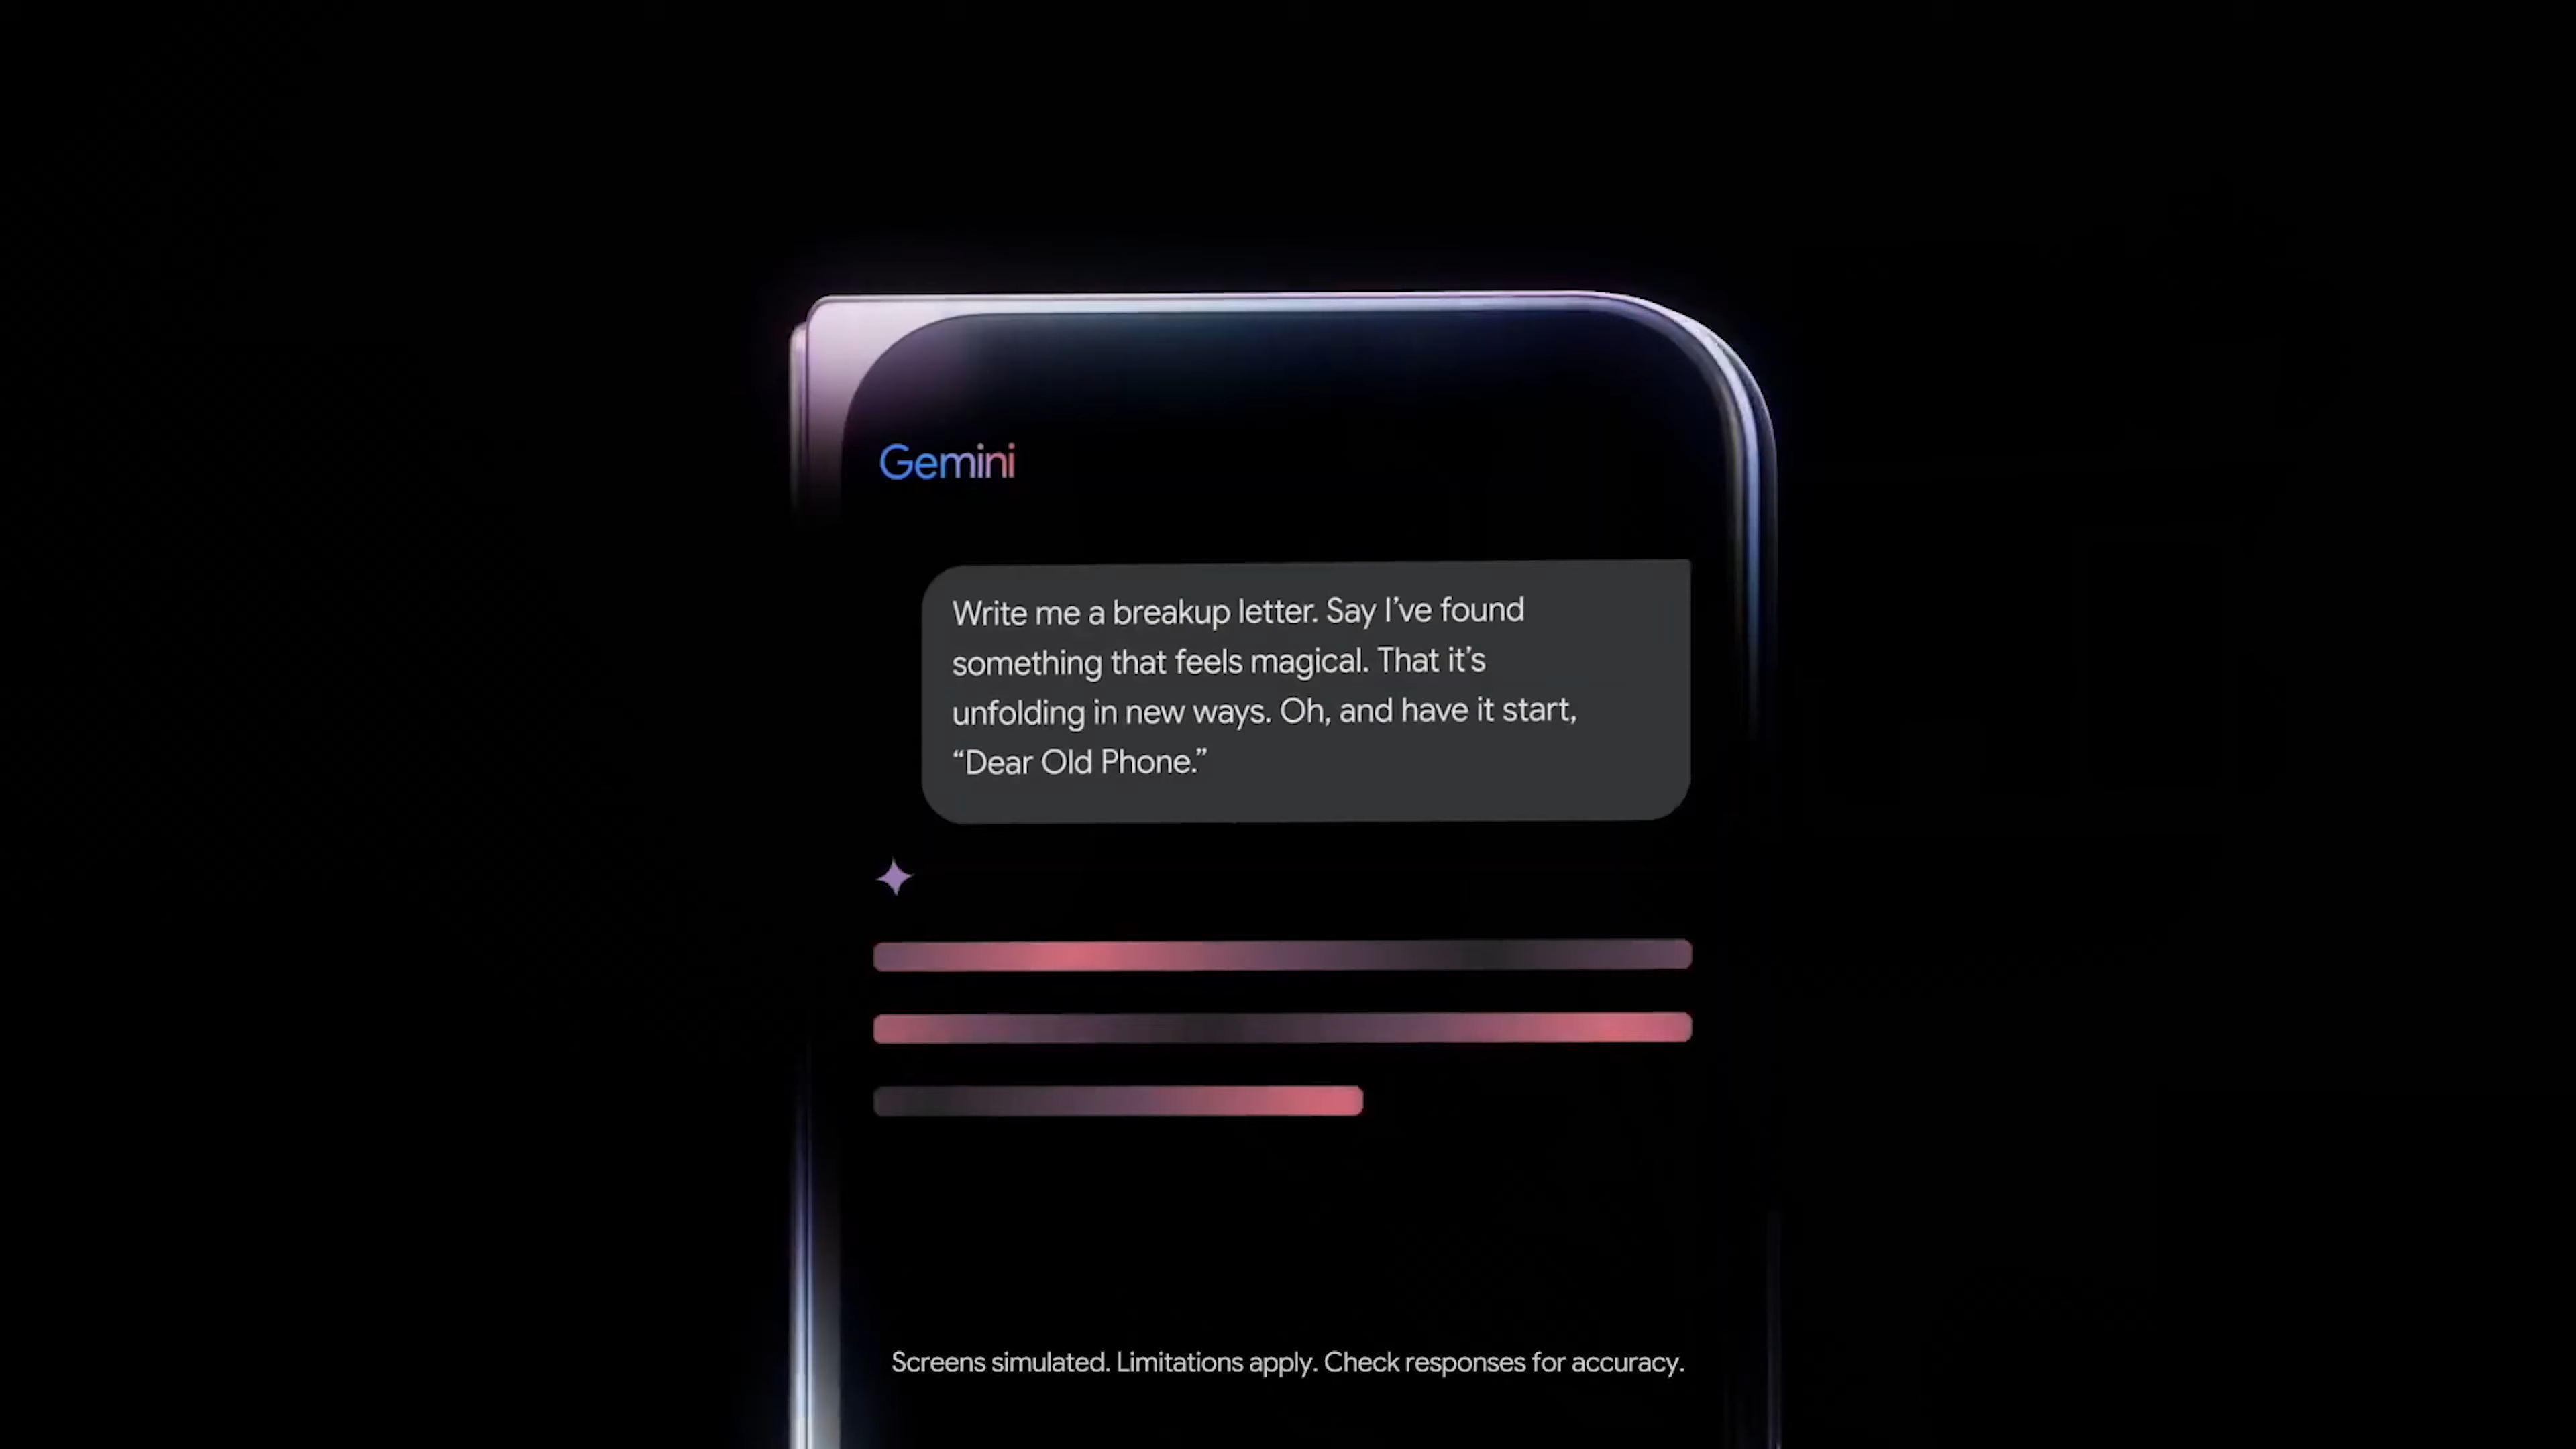 Gemini
Write me a breakup letter. Say I’ve found
something that feels magical. That it’s
unfolding in new ways. Oh, and have it start,
“Dear Old Phone.”
Screens simulated. Limitations apply. Check responses for accuracy.